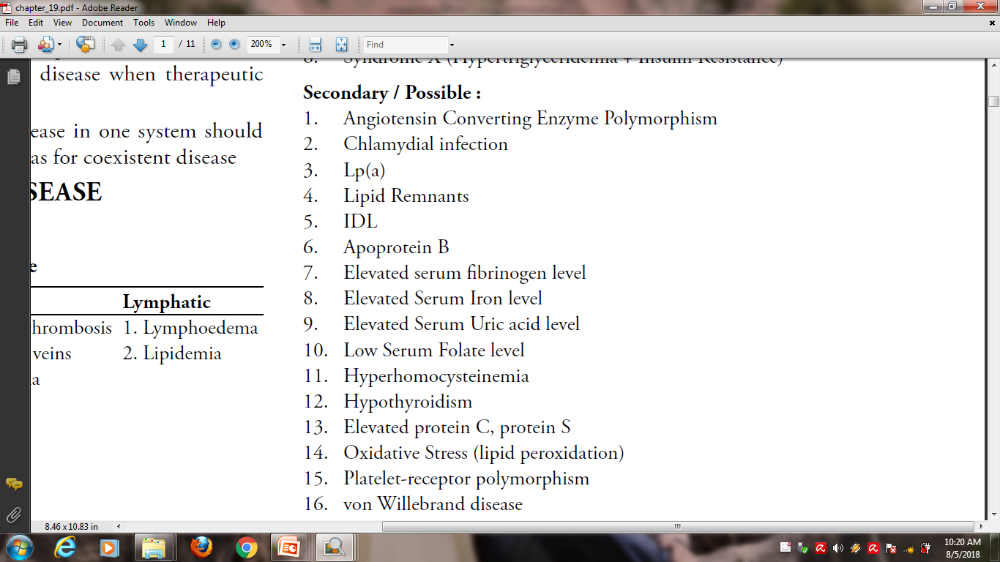 chapter_19.pdf - Adobe Reader
File Edit View Document Tools Window Help
1 / 11 200% Find
disease when therapeutic
ease in one system should
as for coexistent disease
SEASE
e
Lymphatic
hrombosis 1. Lymphoedema
veins 2. Lipidemia
a
Syndrome X (Hypertriglyceridemia + Insulin Resistance)
Secondary / Possible :
1. Angiotensin Converting Enzyme Polymorphism
2. Chlamydial infection
3. Lp(a)
4. Lipid Remnants
5. IDL
6. Apoprotein B
7. Elevated serum fibrinogen level
8. Elevated Serum Iron level
9. Elevated Serum Uric acid level
10. Low Serum Folate level
11. Hyperhomocysteinemia
12. Hypothyroidism
13. Elevated protein C, protein S
14. Oxidative Stress (lipid peroxidation)
15. Platelet-receptor polymorphism
16. von Willebrand disease
8.46 x 10.83 in
10:20 AM
8/5/2018